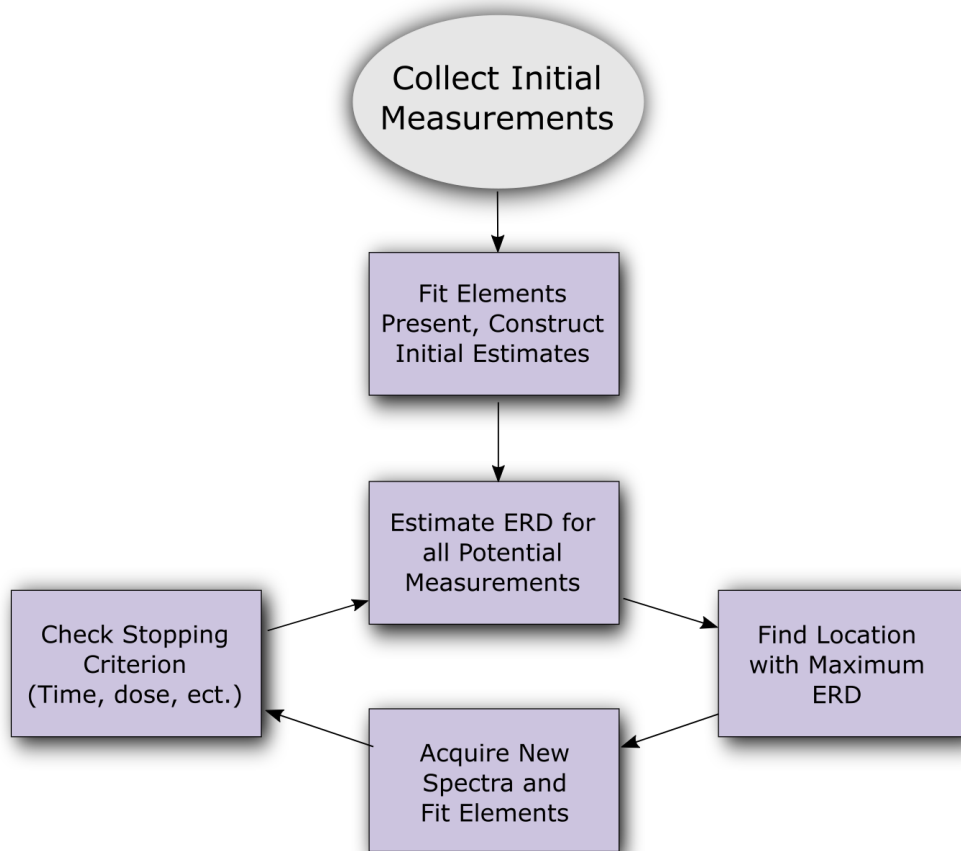 Collect Initial
Measurements
Fit Elements
Present, Construct
Initial Estimates
Estimate ERD for
all Potential
Measurements
Find Location
with Maximum
ERD
Acquire New
Spectra and
Fit Elements
Check Stopping
Criterion
(Time, dose, ect.)